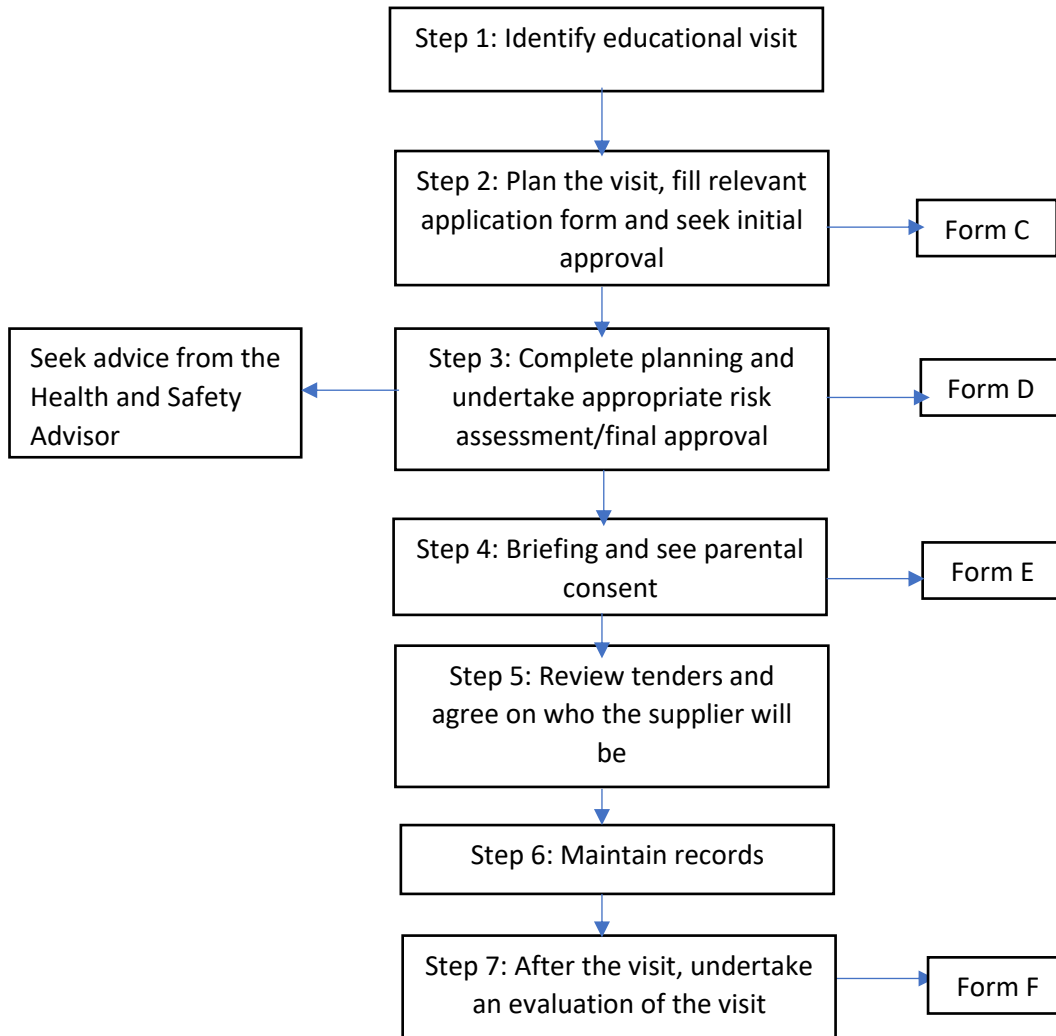 Step 1: Identify educational visit
Step 2: Plan the visit, fill relevant
application form and seek initial
approval
Form C
Seek advice from the
Health and Safety
Advisor
Step 3: Complete planning and
undertake appropriate risk
assessment/final approval
Form D
Step 4: Briefing and see parental
consent
Form E
Step 5: Review tenders and
agree on who the supplier will
be
Step 6: Maintain records
Step 7: After the visit, undertake
an evaluation of the visit
Form F